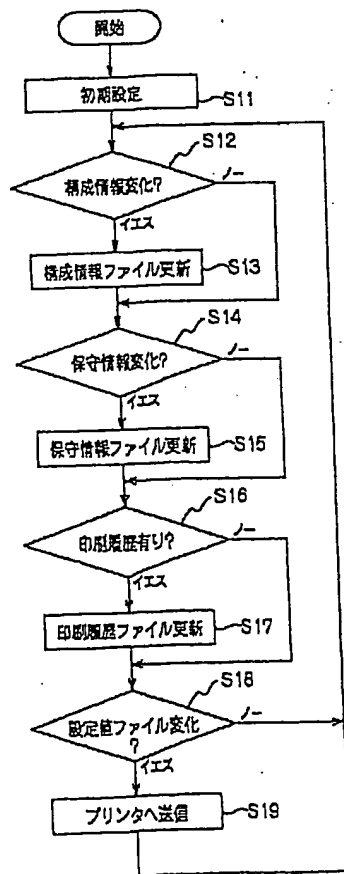 開始
初期設定
S11
S12
構成情報変化?
ノー
イエス
構成情報ファイル更新
S13
S14
保守情報変化?
ノー
イエス
保守情報ファイル更新
S15
S16
印刷履歴有り?
ノー
イエス
印刷履歴ファイル更新
S17
S18
設定値ファイル変化
?
ノー
イエス
プリンタへ送信
S19